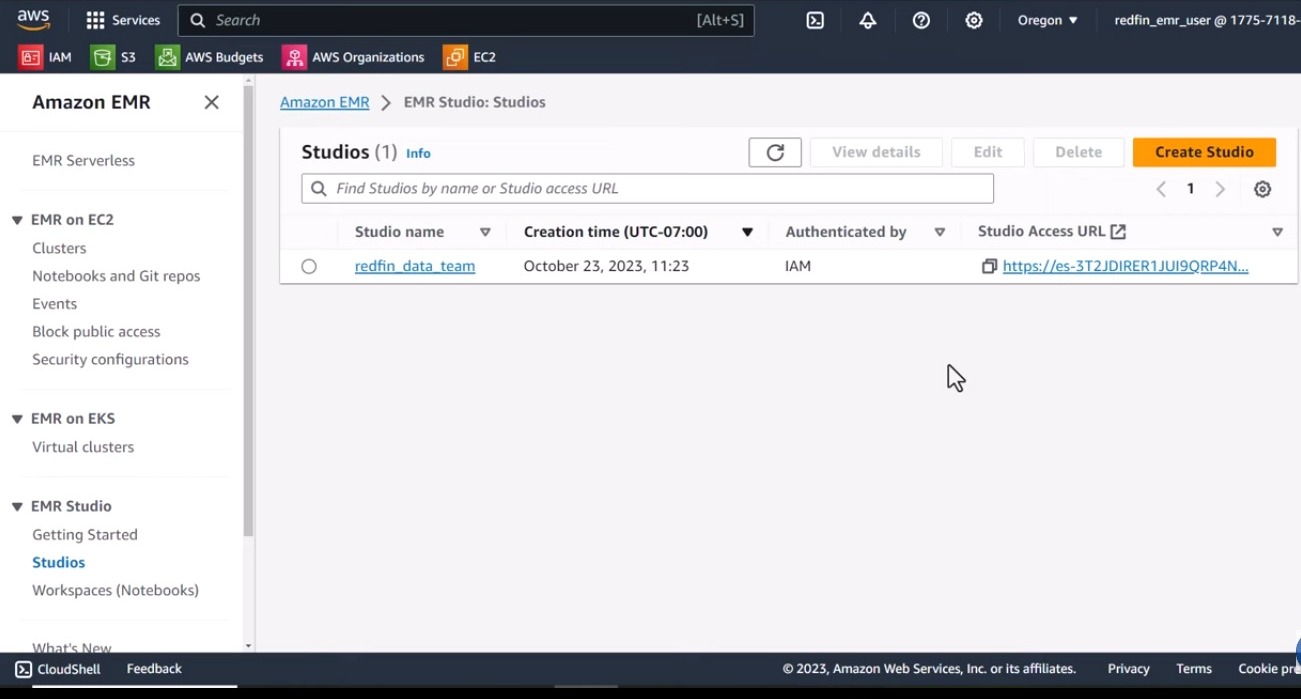 aws
Services
Search
[Alt+S]
Oregon
redfin_emr_user @ 1775-7118-
IAM
S3
AWS Budgets
AWS Organizations
EC2
Amazon EMR
EMR Serverless
EMR on EC2
Clusters
Notebooks and Git repos
Events
Block public access
Security configurations
EMR on EKS
Virtual clusters
EMR Studio
Getting Started
Studios
Workspaces (Notebooks)
What's New
Amazon EMR
EMR Studio: Studios
Studios (1) Info
View details
Edit
Delete
Create Studio
Find Studios by name or Studio access URL
1
Studio name
Creation time (UTC-07:00)
Authenticated by
Studio Access URL
redfin_data_team
October 23, 2023, 11:23
IAM
https://es-3T2JDIRER1JUI9QRP4N...
CloudShell
Feedback
© 2023, Amazon Web Services, Inc. or its affiliates.
Privacy
Terms
Cookie